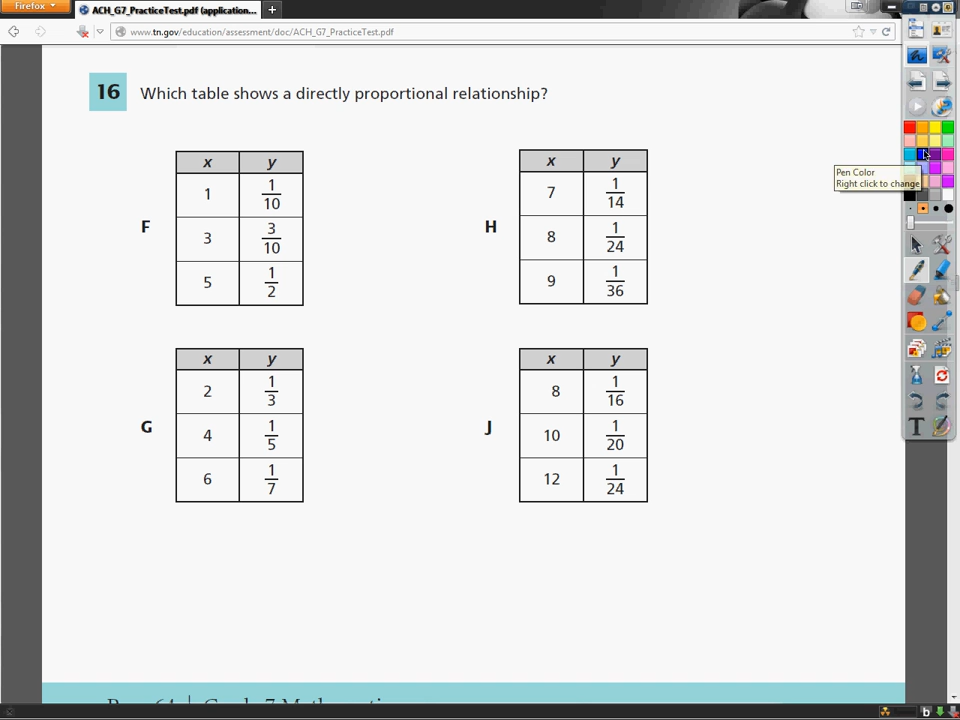 Firefox
ACH_G7_PracticeTest.pdf (application...
www.tn.gov/education/assessment/doc/ACH_G7_PracticeTest.pdf
16 Which table shows a directly proportional relationship?
F
x y
1 1/10
3 3/10
5 1/2
H
x y
7 1/14
8 1/24
9 1/36
G
x y
2 1/3
4 1/5
6 1/7
J
x y
8 1/16
10 1/20
12 1/24
Pen Color
Right click to change
T
b